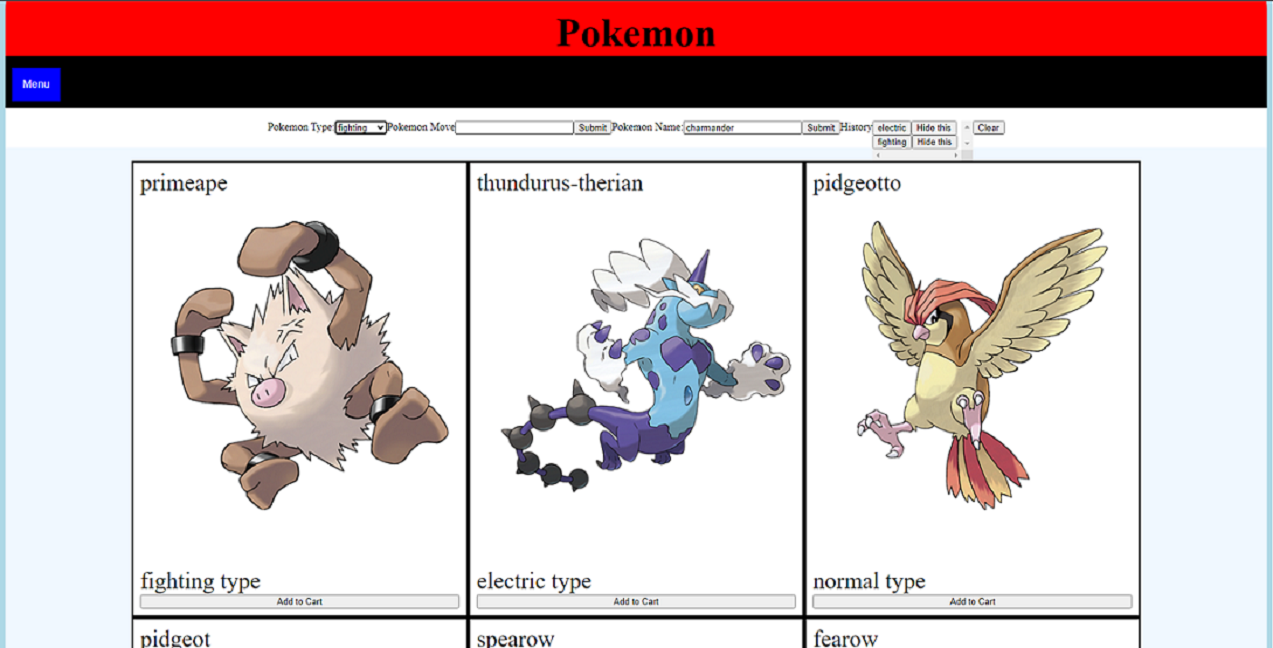 Pokemon
Menu
Pokemon Type: fighting Pokemon Move Submit Pokemon Name: charmander Submit History electric Hide this Clear
fighting Hide this
primeape thundurus-therian pidgeotto
fighting type electric type normal type
Add to Cart Add to Cart Add to Cart
pidgeot spearow fearow